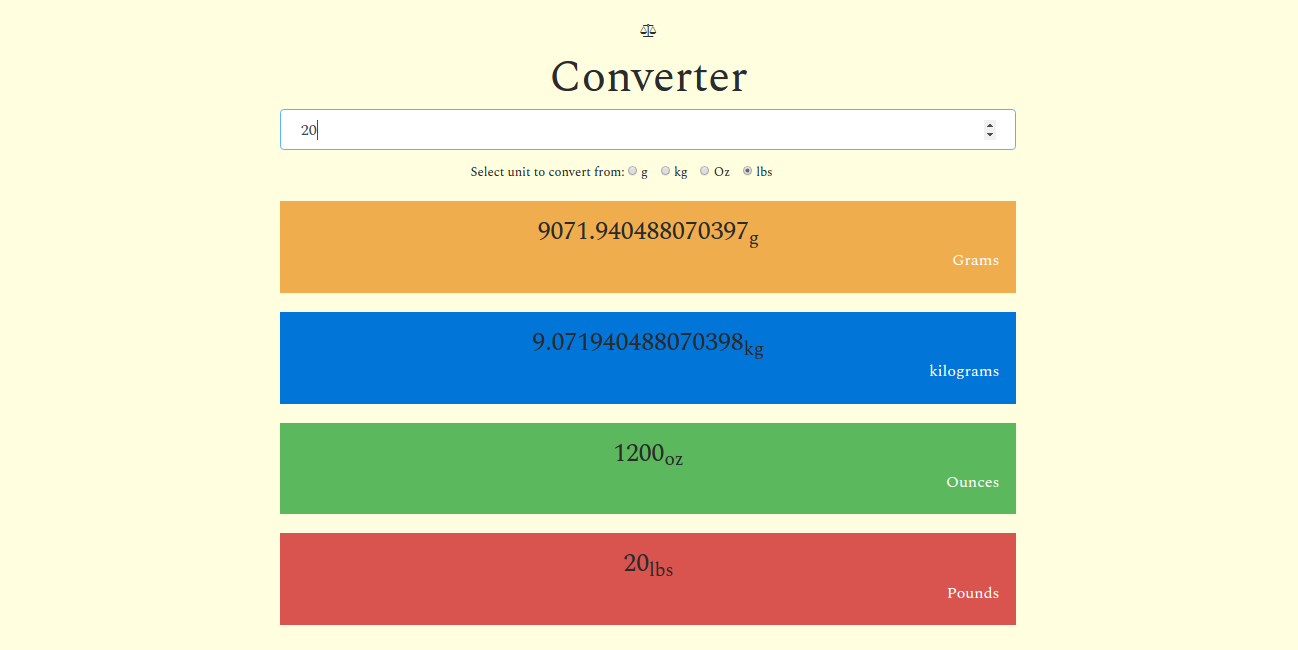 Converter
20
Select unit to convert from: g kg Oz lbs
9071.940488070397g
Grams
9.071940488070398kg
kilograms
1200oz
Ounces
20lbs
Pounds